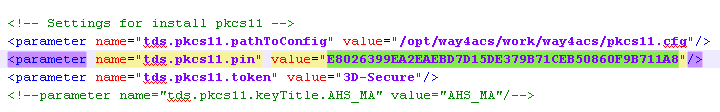 <!-- Settings for install pkcs11 -->
<parameter name="tds.pkcs11.pathToConfig" value="/opt/way4acs/work/way4acs/pkcs11.cfg"/>
<parameter name="tds.pkcs11.pin" value="E8026399EA2EAEBD7D15DE379B71CEB50860F9B711A8"/>
<parameter name="tds.pkcs11.token" value="3D-Secure"/>
<!--parameter name="tds.pkcs11.keyTitle.AHS_MA" value="AHS_MA"/-->